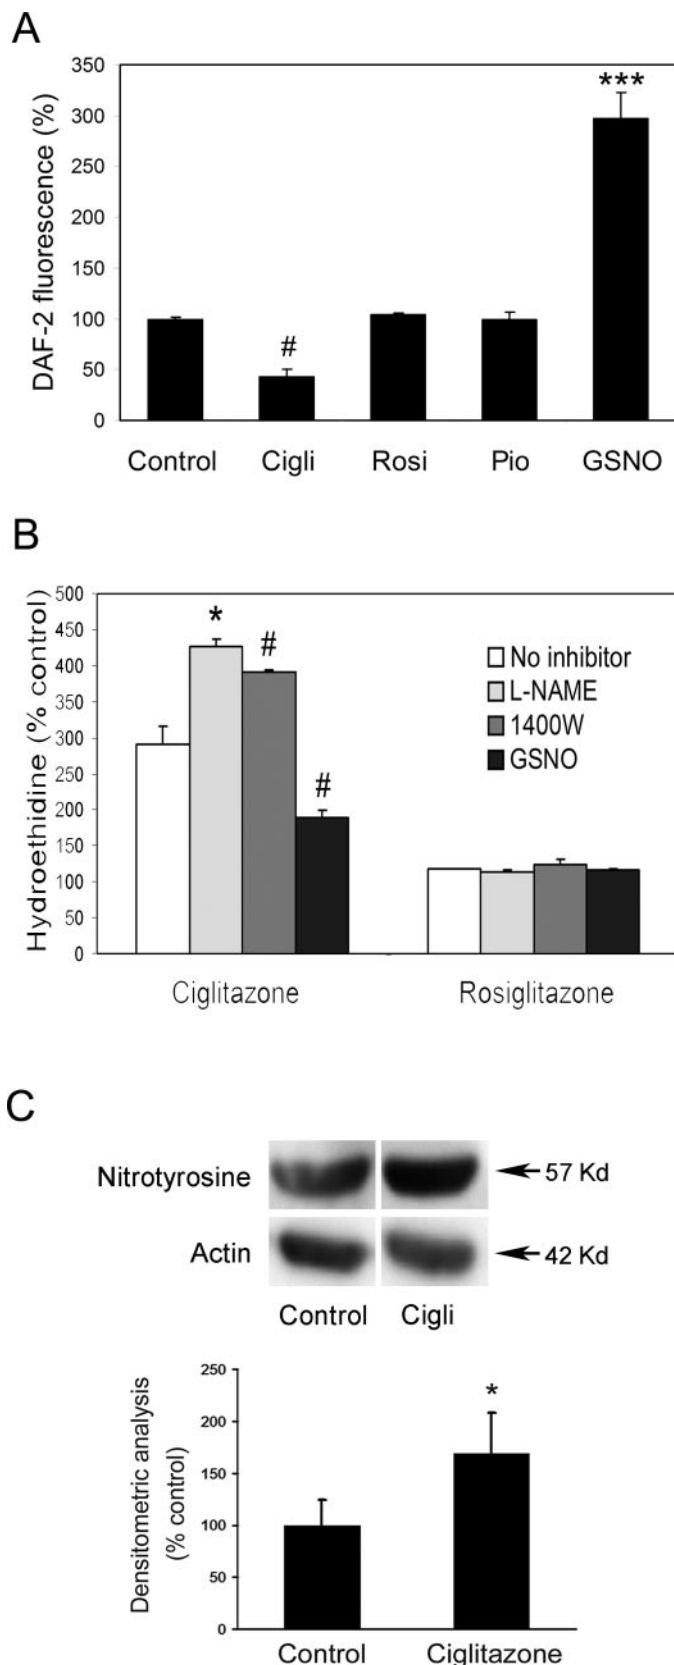 A
DAF-2 fluorescence (%)
350
300
250
200
150
100
50
0
***
#
Control Cigli Rosi Pio GSNO
B
Hydroethidine (% control)
500
450
400
350
300
250
200
150
100
50
0
*
#
#
No inhibitor
L-NAME
1400W
GSNO
Ciglitazone Rosiglitazone
C
Nitrotyrosine 57 Kd
Actin 42 Kd
Control Cigli
Densitometric analysis
(% control)
250
200
150
100
50
0
*
Control Ciglitazone